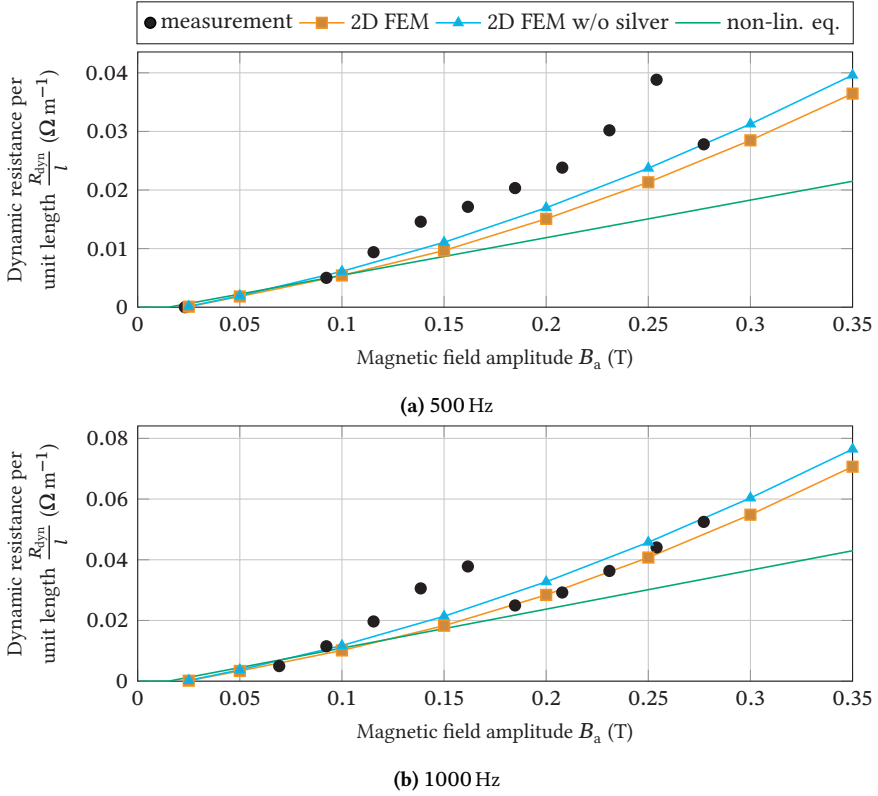 measurement 2D FEM 2D FEM w/o silver non-lin. eq.
Dynamic resistance per
unit length R_dyn/l (Ω m⁻¹)
0.04
0.03
0.02
0.01
0
0 0.05 0.1 0.15 0.2 0.25 0.3 0.35
Magnetic field amplitude B_a (T)
(a) 500 Hz
Dynamic resistance per
unit length R_dyn/l (Ω m⁻¹)
0.08
0.06
0.04
0.02
0
0 0.05 0.1 0.15 0.2 0.25 0.3 0.35
Magnetic field amplitude B_a (T)
(b) 1000 Hz